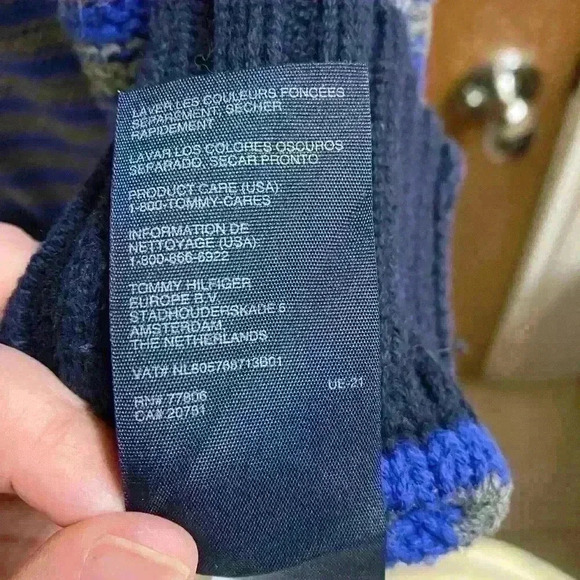 LAVAR LES COULEURS FONCÉES
SÉPARÉMENT, SÉCHER
RAPIDEMENT
LAVAR LOS COLORES OSCUROS
SEPARADO, SECAR PRONTO
PRODUCT CARE (USA):
1-800-TOMMY-CARES
INFORMATION DE
NETTOYAGE (USA):
1-800-866-6922
TOMMY HILFIGER
EUROPE B.V.
STADHOUDERSKADE 6
AMSTERDAM,
THE NETHERLANDS
VAT# NL805768713B01
RN# 77806
CA# 20781
UE-21